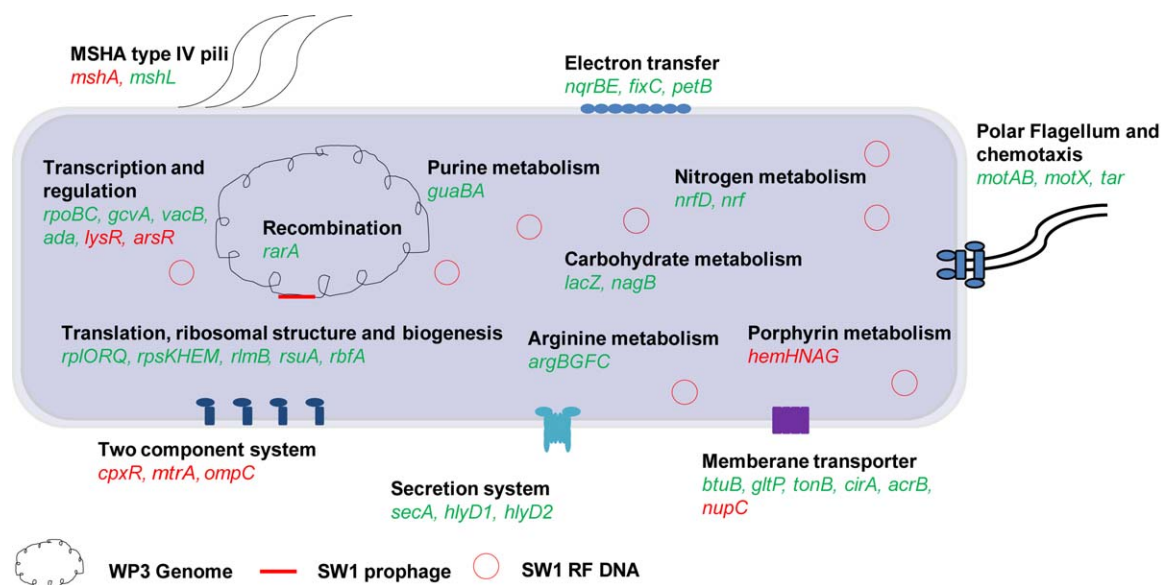 MSHA type IV pili
mshA, mshL
Electron transfer
nqrBE, fixC, petB
Polar Flagellum and
chemotaxis
motAB, motX, tar
Transcription and
regulation
rpoBC, gcvA, vacB,
ada, lysR, arsR
Recombination
rarA
Purine metabolism
guaBA
Nitrogen metabolism
nrfD, nrf
Carbohydrate metabolism
lacZ, nagB
Translation, ribosomal structure and biogenesis
rplORQ, rpsKHEM, rlmB, rsuA, rbfA
Arginine metabolism
argBGFC
Porphyrin metabolism
hemHNAG
Two component system
cpxR, mtrA, ompC
Secretion system
secA, hlyD1, hlyD2
Memberane transporter
btuB, gltP, tonB, cirA, acrB,
nupC
WP3 Genome
SW1 prophage
SW1 RF DNA